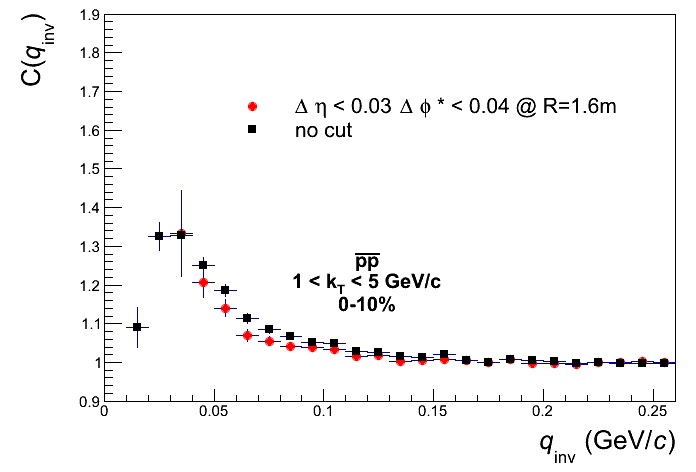 C(q_inv)
1.9
1.8
1.7
1.6
1.5
1.4
1.3
1.2
1.1
1
0.9
Δ η < 0.03 Δ ϕ * < 0.04 @ R=1.6m
no cut
p̅p̅
1 < k_T < 5 GeV/c
0-10%
0 0.05 0.1 0.15 0.2 0.25
q_inv (GeV/c)